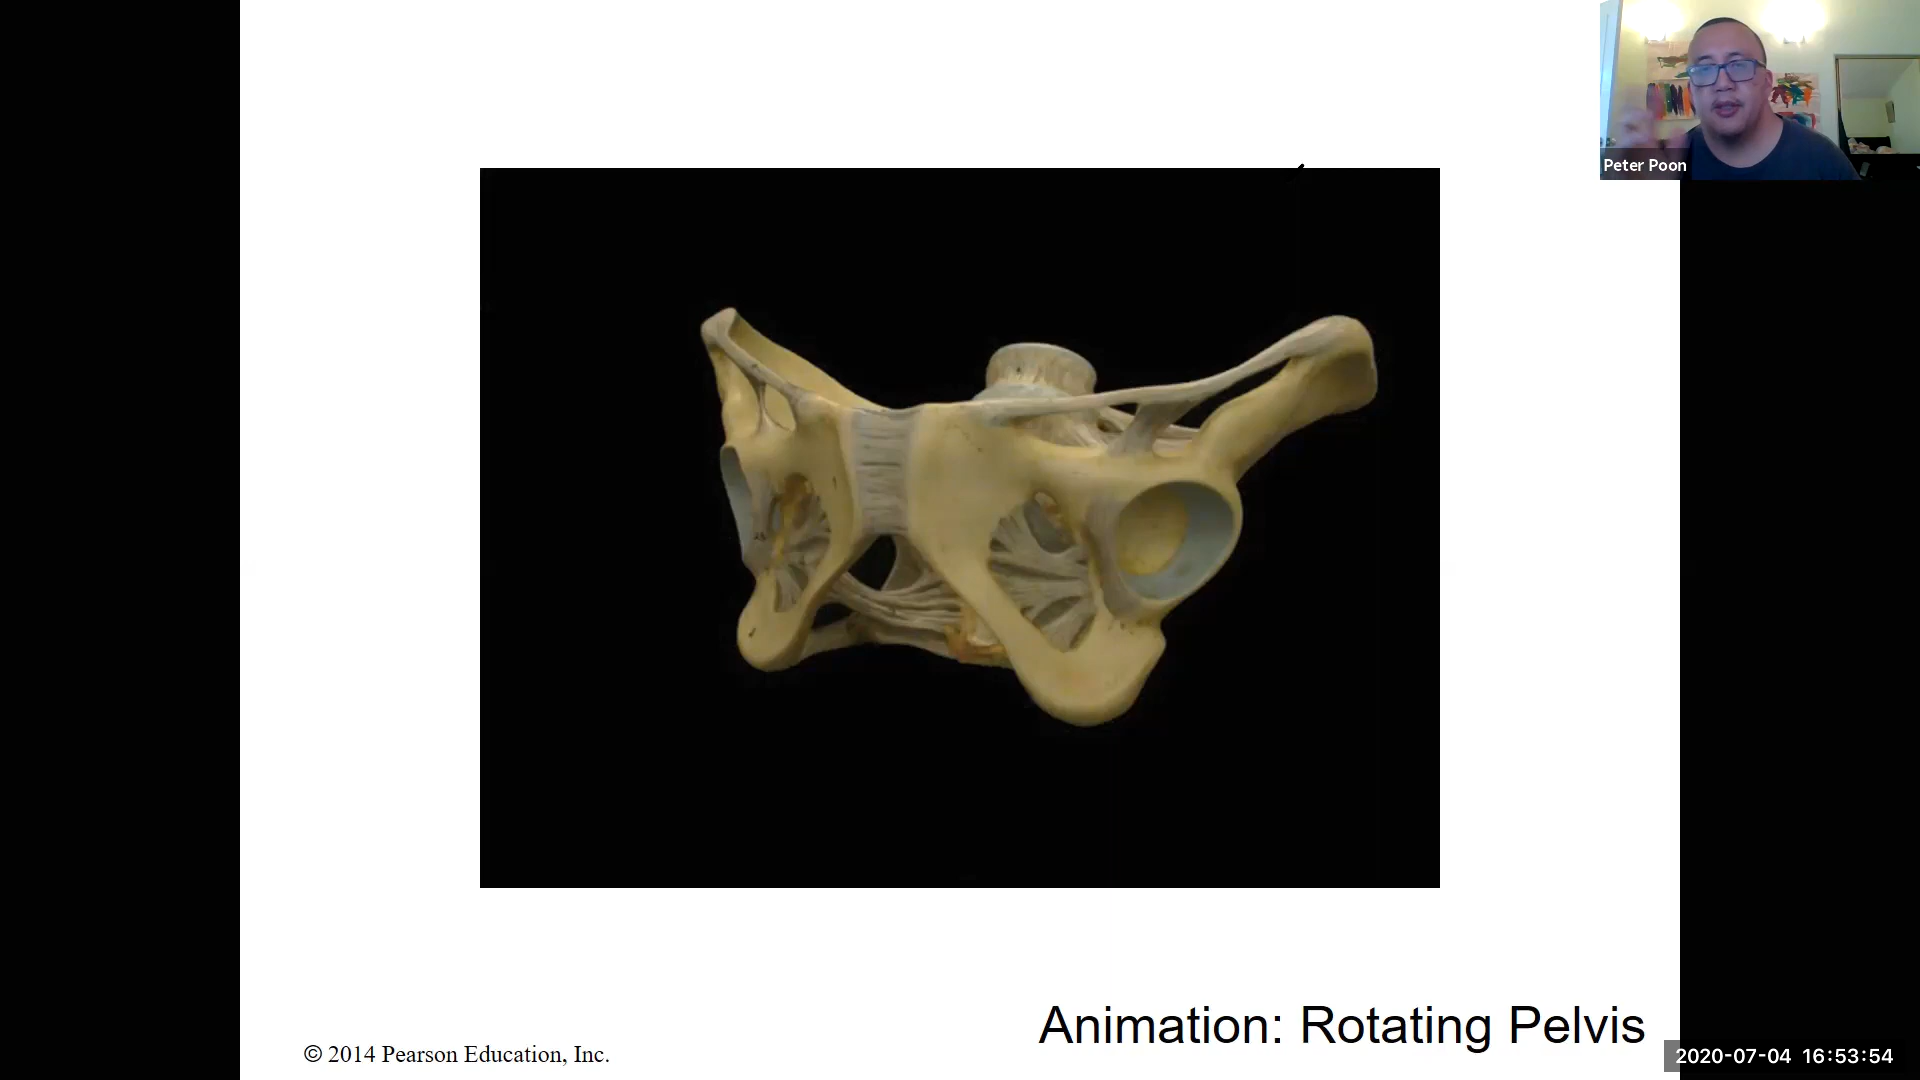 Peter Poon
Animation: Rotating Pelvis
© 2014 Pearson Education, Inc.
2020-07-04 16:53:54